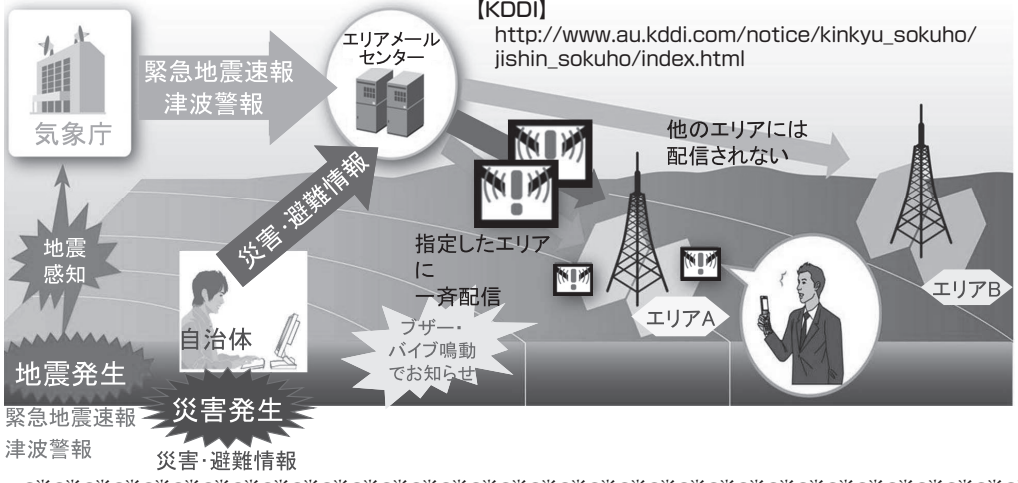 【KDDI】
http://www.au.kddi.com/notice/kinkyu_sokuho/
jishin_sokuho/index.html
エリアメール
センター
緊急地震速報
津波警報
気象庁
他のエリアには
配信されない
災害·避難情報
地震
感知
指定したエリア
に
一斉配信
自治体
エリアA
エリアB
ブザー·
バイブ鳴動
でお知らせ
地震発生
災害発生
緊急地震速報
津波警報
災害·避難情報